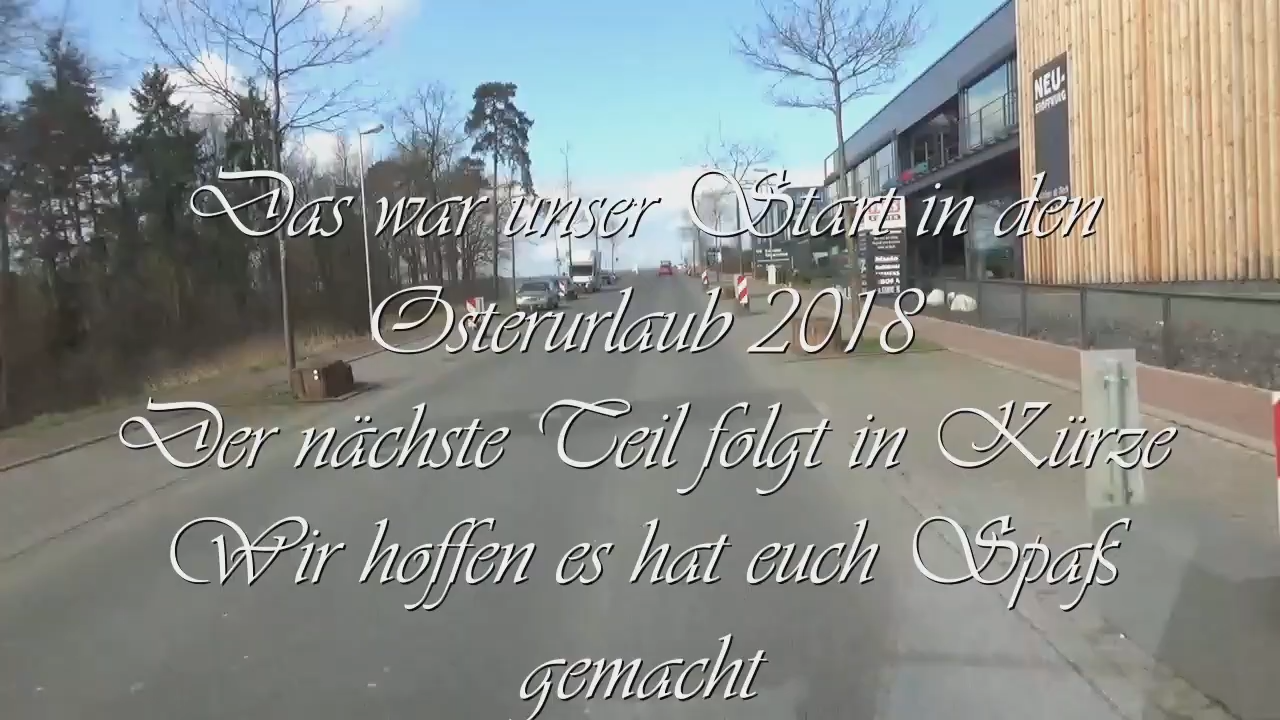 NEU-
ERÖFFNUNG
Das war unser Start in den
Osterurlaub 2018
Der nächste Teil folgt in Kürze
Wir hoffen es hat euch Spaß
gemacht